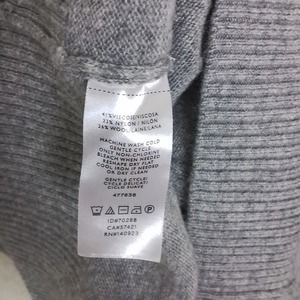 41% VISCOSE/VISCOSA
33% NYLON / NILÓN
26% WOOL/LAINE/LANA
MACHINE WASH COLD
GENTLE CYCLE
ONLY NON-CHLORINE
BLEACH WHEN NEEDED
RESHAPE DRY FLAT
COOL IRON IF NEEDED
OR DRY CLEAN
GENTLE CYCLE/
CYCLE DELICAT/
CICLO SUAVE
477638
ID#70288
CA#57421
RN#140923